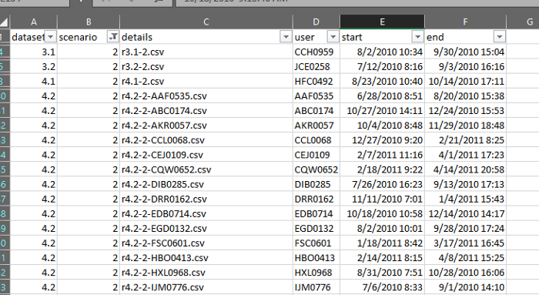 A B C D E F G
dataset scenario details user start end
3.1 2 r3.1-2.csv CCH0959 8/2/2010 10:34 9/30/2010 15:04
3.2 2 r3.2-2.csv JCE0258 7/12/2010 8:16 9/3/2010 16:16
4.1 2 r4.1-2.csv HFC0492 8/23/2010 10:40 10/14/2010 17:11
4.2 2 r4.2-2-AAF0535.csv AAF0535 6/28/2010 8:51 8/20/2010 15:38
4.2 2 r4.2-2-ABC0174.csv ABC0174 10/27/2010 14:11 12/24/2010 15:53
4.2 2 r4.2-2-AKR0057.csv AKR0057 10/4/2010 8:48 11/29/2010 18:48
4.2 2 r4.2-2-CCL0068.csv CCL0068 12/27/2010 9:20 2/21/2011 8:25
4.2 2 r4.2-2-CEJ0109.csv CEJ0109 2/7/2011 11:16 4/1/2011 17:23
4.2 2 r4.2-2-CQW0652.csv CQW0652 2/18/2011 9:22 4/14/2011 20:58
4.2 2 r4.2-2-DIB0285.csv DIB0285 7/26/2010 16:23 9/13/2010 17:13
4.2 2 r4.2-2-DRR0162.csv DRR0162 11/11/2010 7:01 1/4/2011 15:43
4.2 2 r4.2-2-EDB0714.csv EDB0714 10/18/2010 10:58 12/14/2010 14:17
4.2 2 r4.2-2-EGD0132.csv EGD0132 8/2/2010 10:01 9/28/2010 17:24
4.2 2 r4.2-2-FSC0601.csv FSC0601 1/18/2011 8:42 3/17/2011 16:45
4.2 2 r4.2-2-HBO0413.csv HBO0413 2/14/2011 8:15 4/8/2011 15:25
4.2 2 r4.2-2-HXL0968.csv HXL0968 8/31/2010 7:51 10/28/2010 16:06
4.2 2 r4.2-2-IJM0776.csv IJM0776 7/6/2010 8:33 9/1/2010 14:10